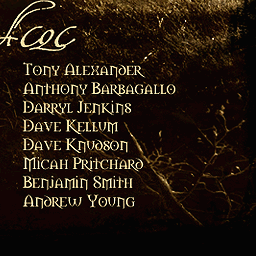 Tony Alexander
Anthony Barbagallo
Darryl Jenkins
Dave Kellum
Dave Knudson
Micah Pritchard
Benjamin Smith
Andrew Young